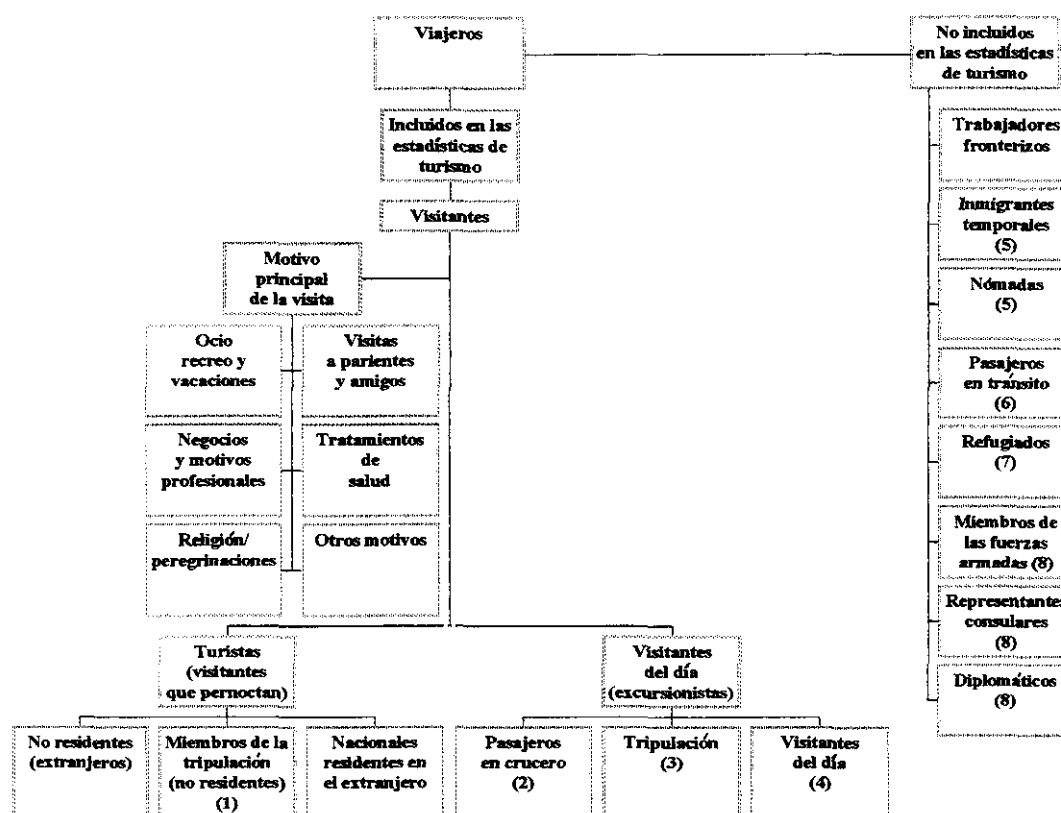 Viajeros
No incluidos
en las estadísticas
de turismo
Incluidos en las
estadísticas de
turismo
Visitantes
Motivo
principal
de la visita
Ocio
recreo y
vacaciones
Visitas
a parientes
y amigos
Negocios
y motivos
profesionales
Tratamientos
de
salud
Religión/
peregrinaciones
Otros motivos
Trabajadores
fronterizos
Inmigrantes
temporales
(5)
Nómadas
(5)
Pasajeros
en tránsito
(6)
Refugiados
(7)
Miembros de
las fuerzas
armadas (8)
Representantes
consulares
(8)
Diplomáticos
(8)
Turistas
(visitantes
que pernoctan)
Visitantes
del día
(excursionistas)
No residentes
(extranjeros)
Miembros de la
tripulación
(no residentes)
(1)
Nacionales
residentes en
el extranjero
Pasajeros
en crucero
(2)
Tripulación
(3)
Visitantes
del día
(4)